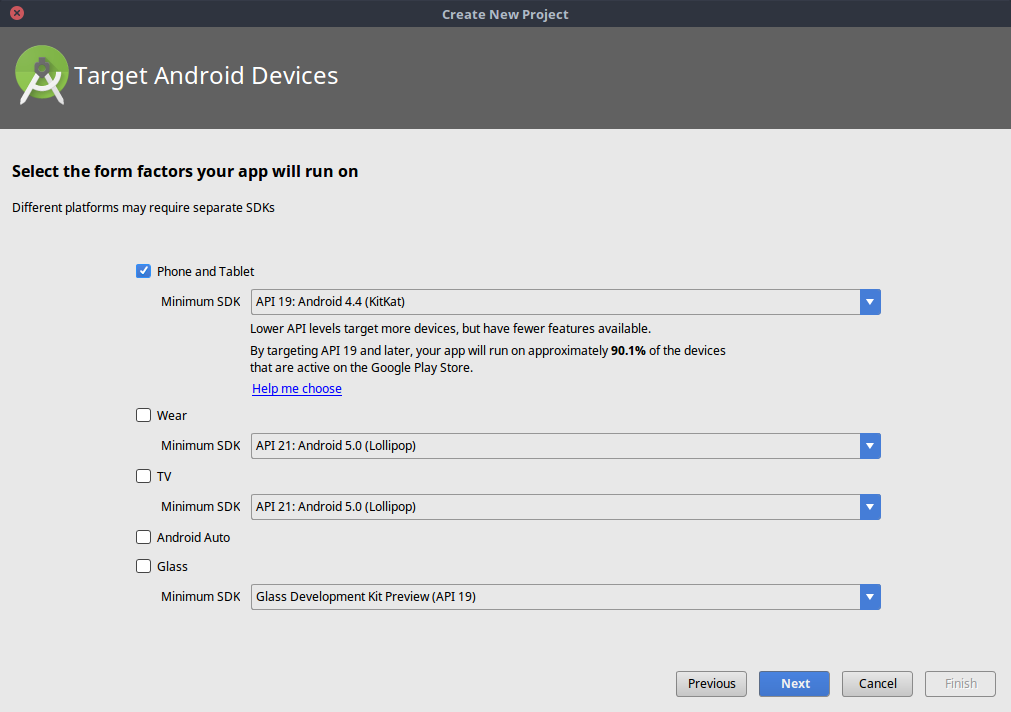 Create New Project
Target Android Devices
Select the form factors your app will run on
Different platforms may require separate SDKs
Phone and Tablet
Minimum SDK API 19: Android 4.4 (KitKat)
Lower API levels target more devices, but have fewer features available.
By targeting API 19 and later, your app will run on approximately 90.1% of the devices
that are active on the Google Play Store.
Help me choose
Wear
Minimum SDK API 21: Android 5.0 (Lollipop)
TV
Minimum SDK API 21: Android 5.0 (Lollipop)
Android Auto
Glass
Minimum SDK Glass Development Kit Preview (API 19)
Previous Next Cancel Finish